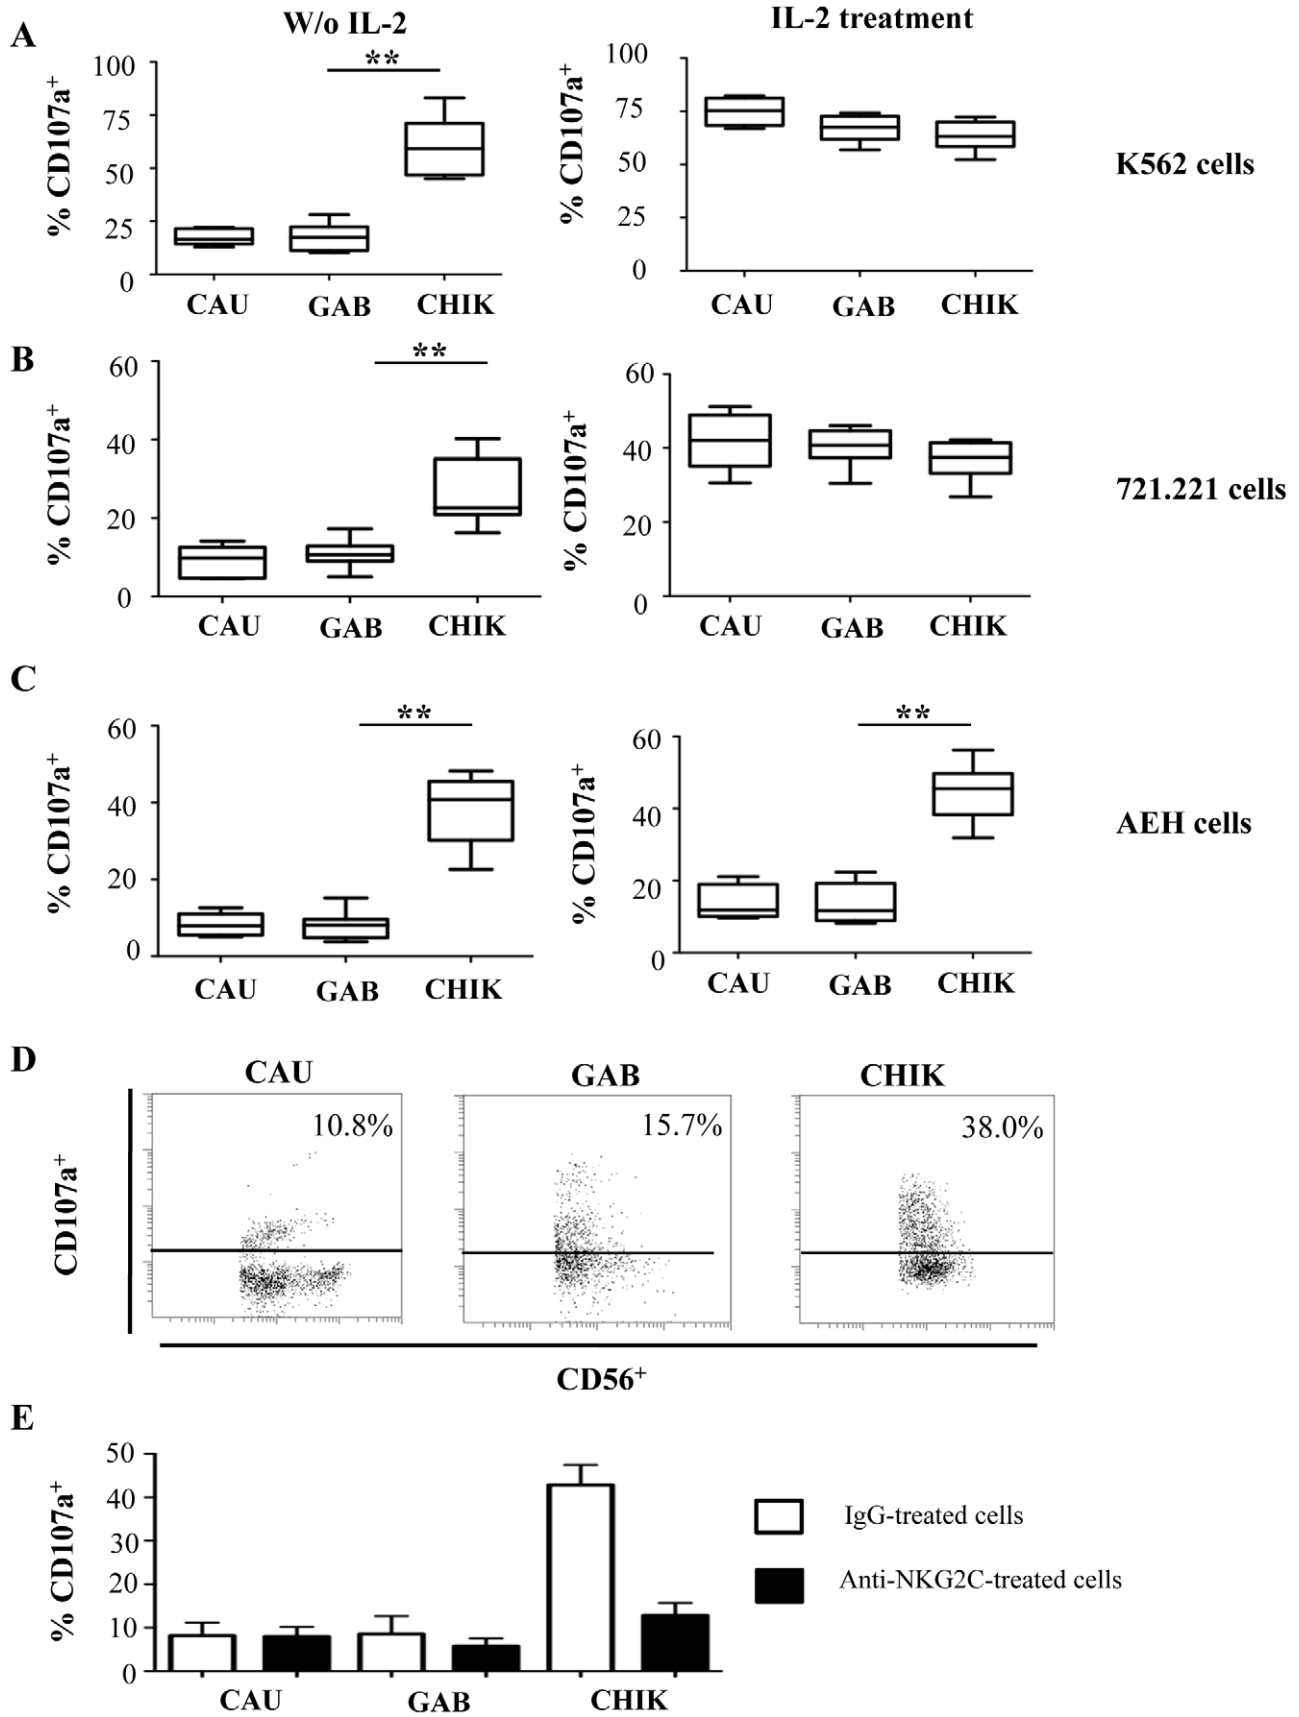 W/o IL-2
IL-2 treatment
A
% CD107a+
100
75
50
25
0
**
CAU GAB CHIK
% CD107a+
100
75
50
25
0
CAU GAB CHIK
K562 cells
B
% CD107a+
60
40
20
0
**
CAU GAB CHIK
% CD107a+
60
40
20
0
CAU GAB CHIK
721.221 cells
C
% CD107a+
60
40
20
0
**
CAU GAB CHIK
% CD107a+
60
40
20
0
**
CAU GAB CHIK
AEH cells
D
CAU GAB CHIK
CD107a+
10.8%
15.7%
38.0%
CD56+
E
% CD107a+
50
40
30
20
10
0
CAU GAB CHIK
IgG-treated cells
Anti-NKG2C-treated cells